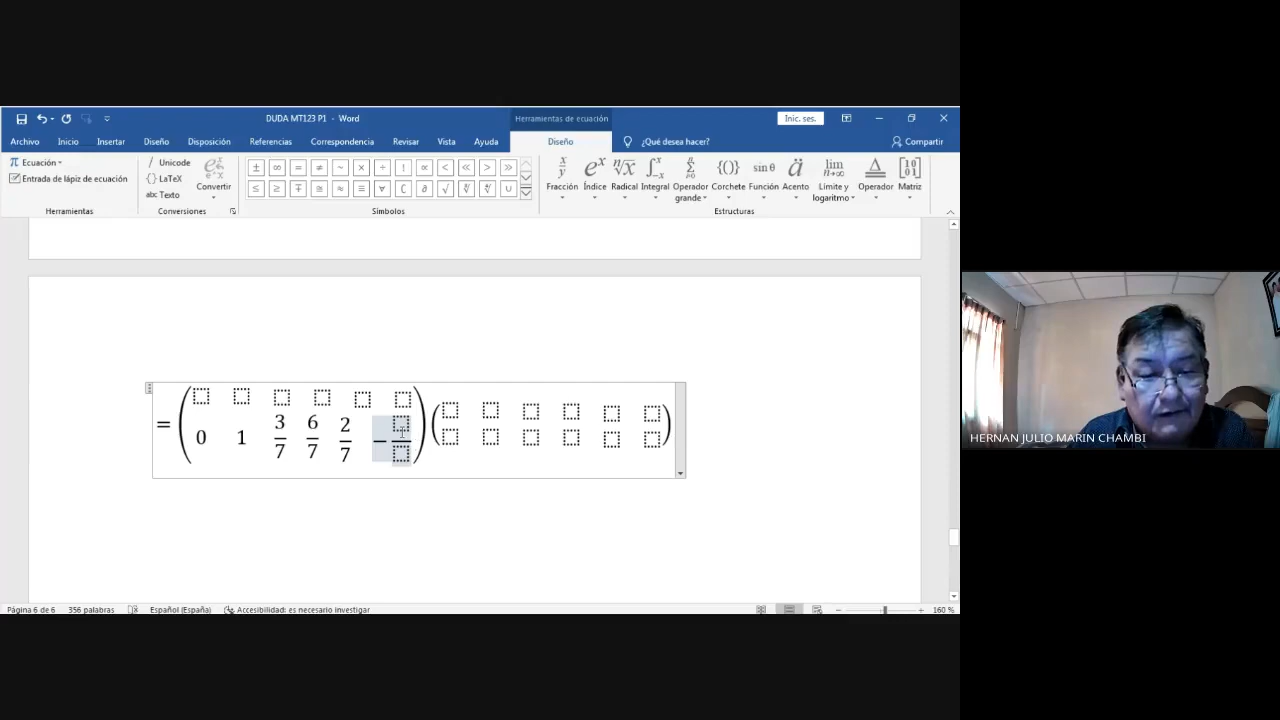 DUDA MT123 P1 - Word
Herramientas de ecuación
Inic. ses.
Archivo Inicio Insertar Diseño Disposición Referencias Correspondencia Revisar Vista Ayuda Diseño ¿Qué desea hacer? Compartir
π Ecuación
Entrada de lápiz de ecuación
Herramientas
/ Unicode
{} LaTeX
abc Texto
Convertir
Conversiones
± ∞ = ≠ ~ × ÷ ! ∝ < ≪ > ≫
≤ ≥ ∓ ≅ ≈ ≡ ∀ ∁ ∂ √ ∛ ∜ ∪
Símbolos
Fracción Índice Radical Integral Operador grande Corchete Función Acento Límite y logaritmo Operador Matriz
Estructuras
= ( 0 1 3/7 6/7 2/7 − ) ( )
HERNAN JULIO MARIN CHAMBI
Página 6 de 6 356 palabras Español (España) Accesibilidad: es necesario investigar 160 %